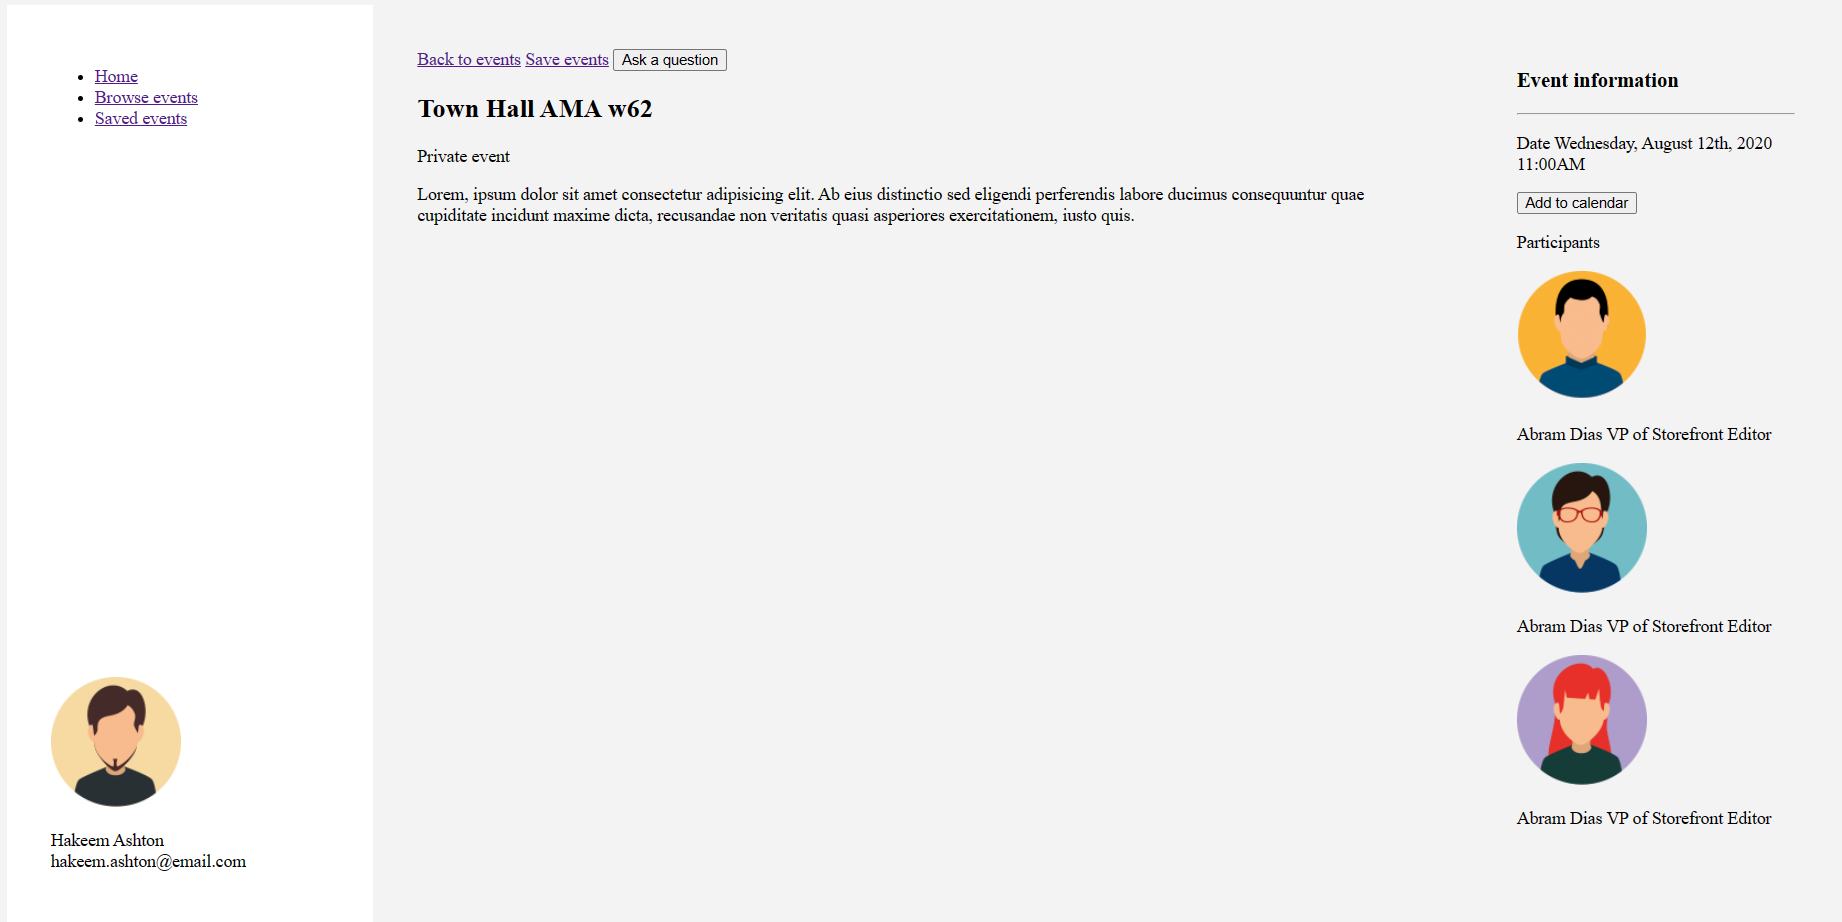 Home
Browse events
Saved events
Hakeem Ashton
hakeem.ashton@email.com
Back to events Save events Ask a question
Town Hall AMA w62
Private event
Lorem, ipsum dolor sit amet consectetur adipisicing elit. Ab eius distinctio sed eligendi perferendis labore ducimus consequuntur quae
cupiditate incidunt maxime dicta, recusandae non veritatis quasi asperiores exercitationem, iusto quis.
Event information
Date Wednesday, August 12th, 2020
11:00AM
Add to calendar
Participants
Abram Dias VP of Storefront Editor
Abram Dias VP of Storefront Editor
Abram Dias VP of Storefront Editor